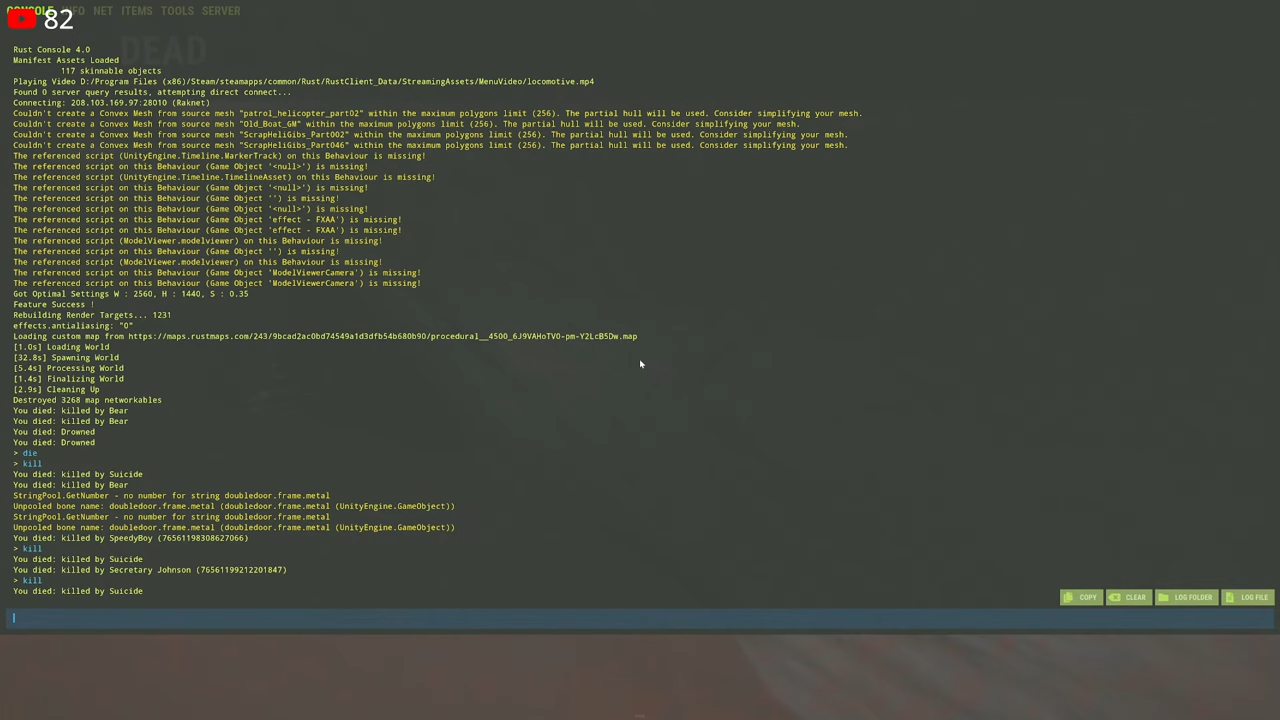 CONSOLE INFO NET ITEMS TOOLS SERVER
82
DEAD
Rust Console 4.0
Manifest Assets Loaded
117 skinnable objects
Playing Video D:/Program Files (x86)/Steam/steamapps/common/Rust/RustClient_Data/StreamingAssets/MenuVideo/locomotive.mp4
Found 0 server query results, attempting direct connect...
Connecting: 208.103.169.97:28010 (Raknet)
Couldn't create a Convex Mesh from source mesh "patrol_helicopter_part02" within the maximum polygons limit (256). The partial hull will be used. Consider simplifying your mesh.
Couldn't create a Convex Mesh from source mesh "Old_Boat_GM" within the maximum polygons limit (256). The partial hull will be used. Consider simplifying your mesh.
Couldn't create a Convex Mesh from source mesh "ScrapHeliGibs_Part002" within the maximum polygons limit (256). The partial hull will be used. Consider simplifying your mesh.
Couldn't create a Convex Mesh from source mesh "ScrapHeliGibs_Part046" within the maximum polygons limit (256). The partial hull will be used. Consider simplifying your mesh.
The referenced script (UnityEngine.Timeline.MarkerTrack) on this Behaviour is missing!
The referenced script on this Behaviour (Game Object '<null>') is missing!
The referenced script (UnityEngine.Timeline.TimelineAsset) on this Behaviour is missing!
The referenced script on this Behaviour (Game Object '<null>') is missing!
The referenced script on this Behaviour (Game Object '') is missing!
The referenced script on this Behaviour (Game Object '<null>') is missing!
The referenced script on this Behaviour (Game Object 'effect - FXAA') is missing!
The referenced script on this Behaviour (Game Object 'effect - FXAA') is missing!
The referenced script (ModelViewer.modelviewer) on this Behaviour is missing!
The referenced script on this Behaviour (Game Object '') is missing!
The referenced script (ModelViewer.modelviewer) on this Behaviour is missing!
The referenced script on this Behaviour (Game Object 'ModelViewerCamera') is missing!
The referenced script on this Behaviour (Game Object 'ModelViewerCamera') is missing!
Got Optimal Settings W : 2560, H : 1440, S : 0.35
Feature Success !
Rebuilding Render Targets... 1231
effects.antialiasing: "0"
Loading custom map from https://maps.rustmaps.com/243/9bcad2ac0bd74549a1d3dfb54b680b90/procedural__4500_6J9VAHoTVO-pm-Y2LcB5Dw.map
[1.0s] Loading World
[32.8s] Spawning World
[5.4s] Processing World
[1.4s] Finalizing World
[2.9s] Cleaning Up
Destroyed 3268 map networkables
You died: killed by Bear
You died: killed by Bear
You died: Drowned
You died: Drowned
> die
> kill
You died: killed by Suicide
You died: killed by Bear
StringPool.GetNumber - no number for string doubledoor.frame.metal
Unpooled bone name: doubledoor.frame.metal (doubledoor.frame.metal (UnityEngine.GameObject))
StringPool.GetNumber - no number for string doubledoor.frame.metal
Unpooled bone name: doubledoor.frame.metal (doubledoor.frame.metal (UnityEngine.GameObject))
You died: killed by SpeedyBoy (76561198308627066)
> kill
You died: killed by Suicide
You died: killed by Secretary Johnson (76561199212201847)
> kill
You died: killed by Suicide
COPY CLEAR LOG FOLDER LOG FILE